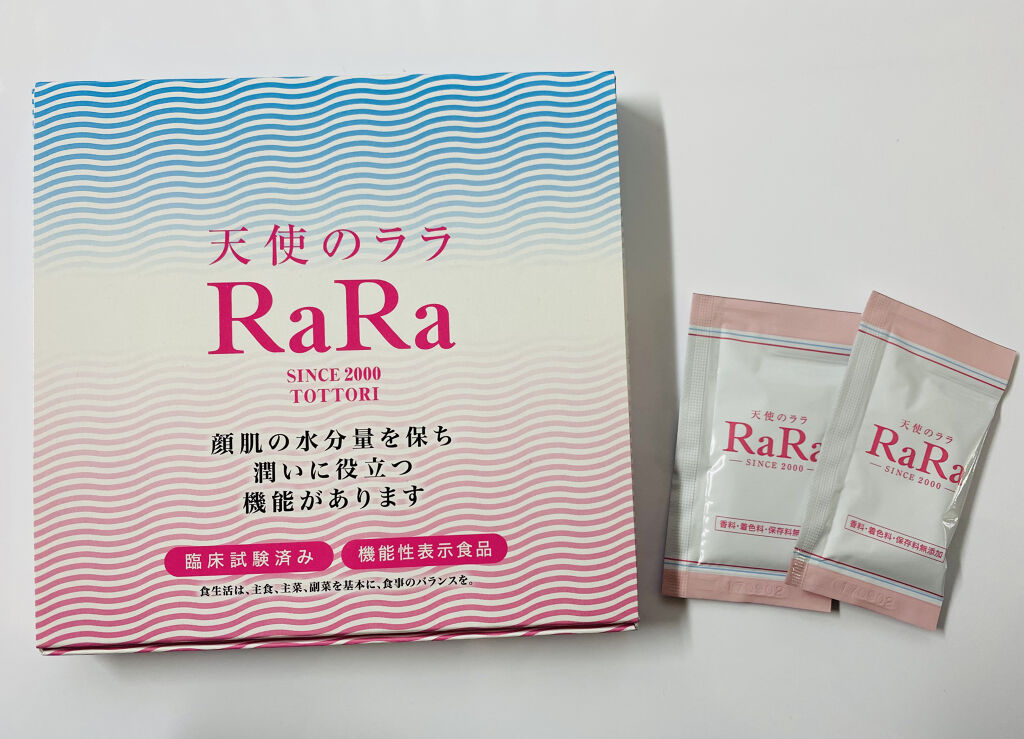 天使のララ
RaRa
SINCE 2000
TOTTORI
顔肌の水分量を保ち
潤いに役立つ
機能があります
臨床試験済み
機能性表示食品
食生活は、主食、主菜、副菜を基本に、食事のバランスを。
天使のララ
RaRa
SINCE 2000
香料・着色料・保存料無
天使のララ
RaRa
SINCE 2000
香料・着色料・保存料無添加